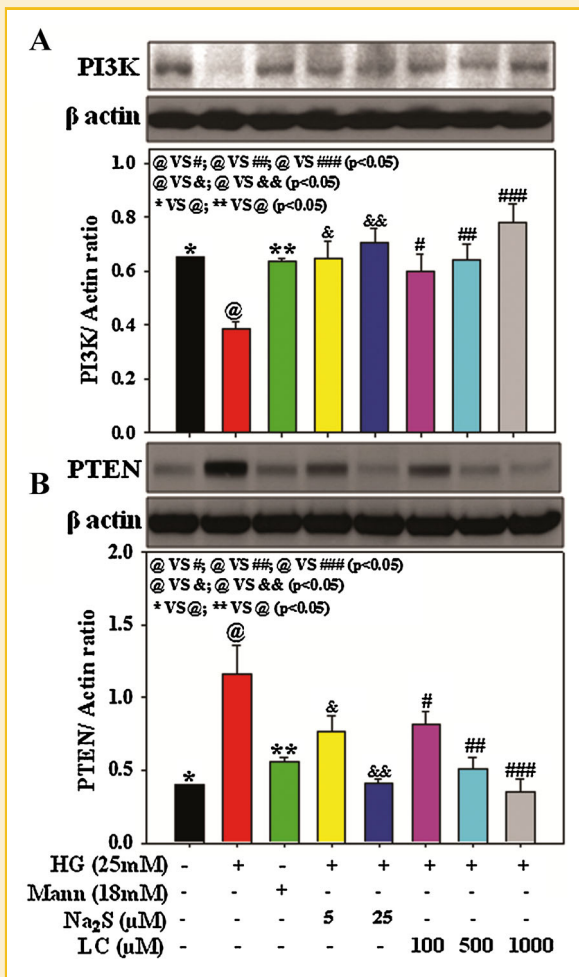 A
PI3K
β actin
1.0
0.8
0.6
0.4
0.2
0.0
PI3K/ Actin ratio
@ VS #; @ VS ##; @ VS ### (p<0.05)
@ VS &; @ VS && (p<0.05)
* VS @; ** VS @ (p<0.05)
* @ ** & && # ## ###
B
PTEN
β actin
2.0
1.5
1.0
0.5
0.0
PTEN/ Actin ratio
@ VS #; @ VS ##; @ VS ### (p<0.05)
@ VS &; @ VS && (p<0.05)
* VS @; ** VS @ (p<0.05)
* @ ** & && # ## ###
HG (25mM) - + - + + + + +
Mann (18mM) - - + - - - - -
Na₂S (µM) - - - 5 25 - - -
LC (µM) - - - - - 100 500 1000